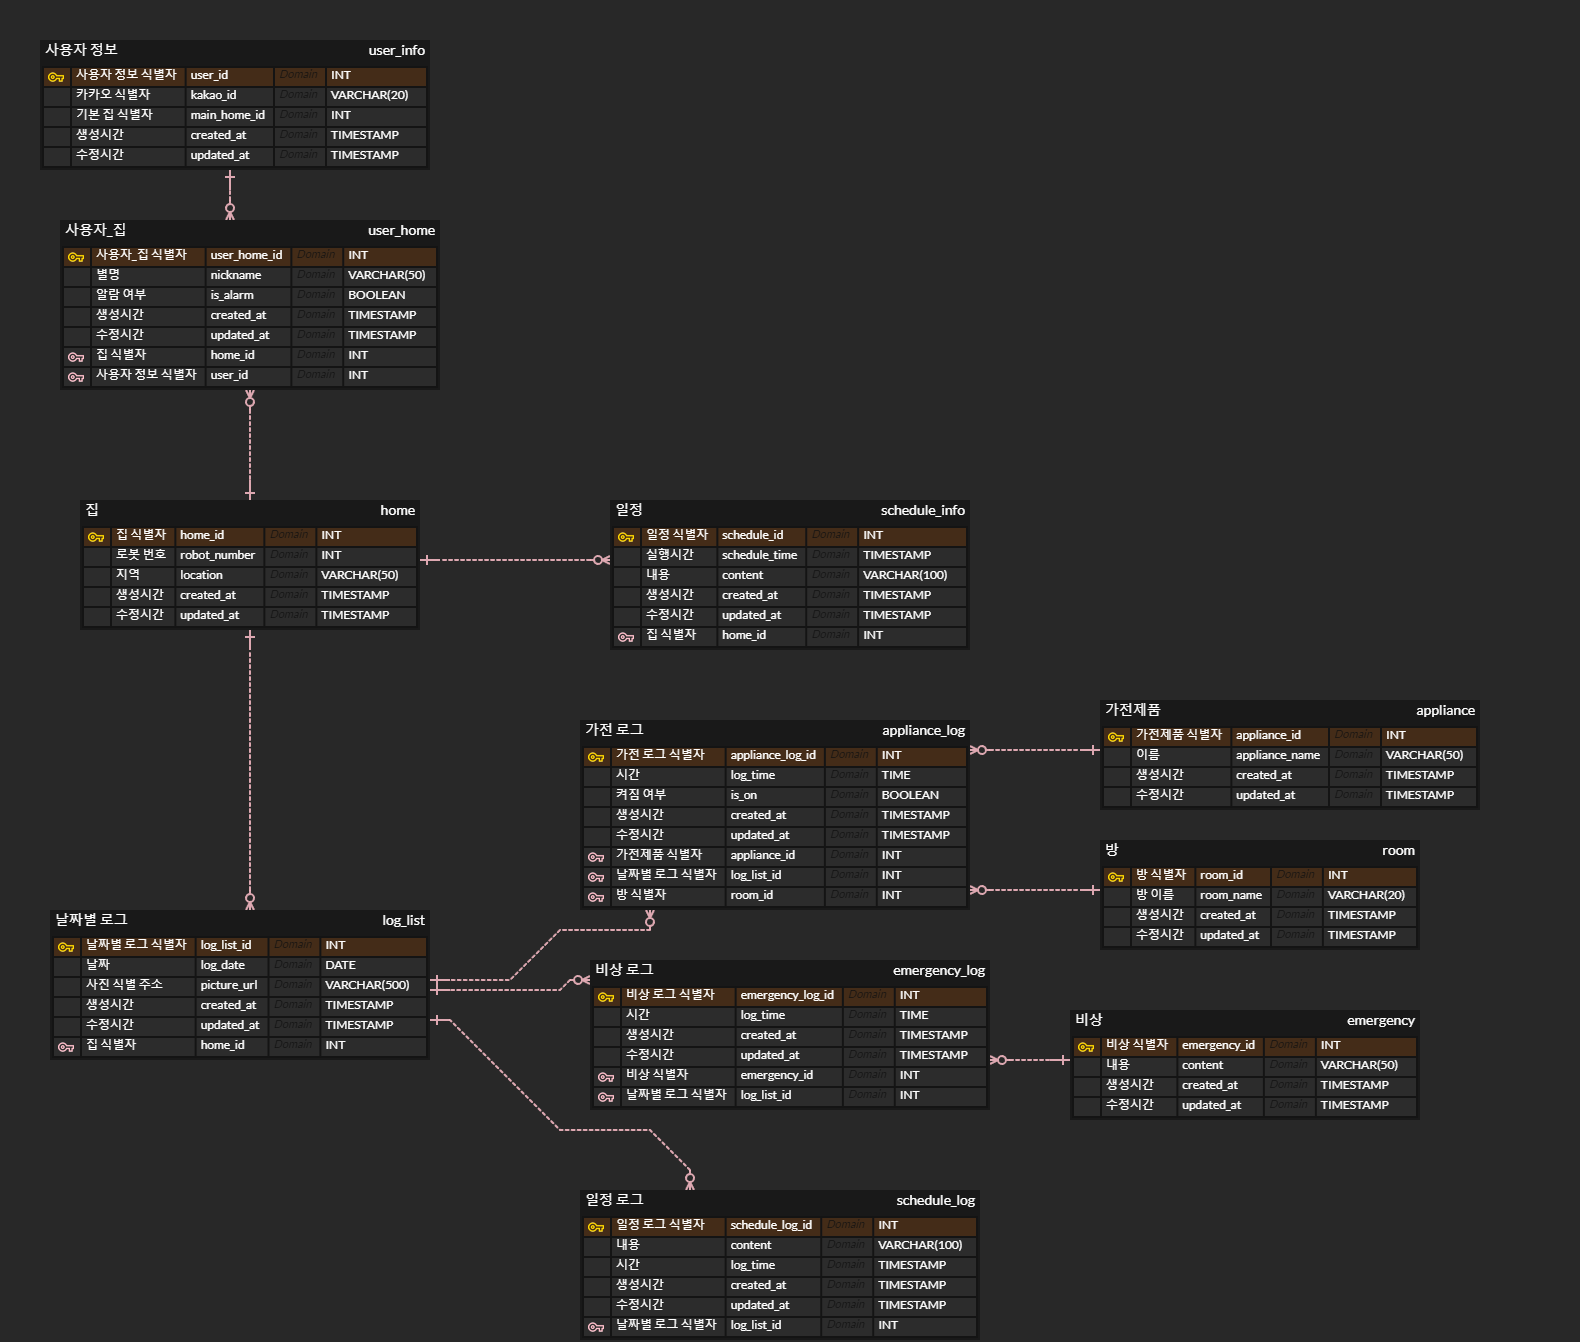 사용자 정보 user_info
사용자 정보 식별자 user_id Domain INT
카카오 식별자 kakao_id Domain VARCHAR(20)
기본 집 식별자 main_home_id Domain INT
생성시간 created_at Domain TIMESTAMP
수정시간 updated_at Domain TIMESTAMP
사용자_집 user_home
사용자_집 식별자 user_home_id Domain INT
별명 nickname Domain VARCHAR(50)
알람 여부 is_alarm Domain BOOLEAN
생성시간 created_at Domain TIMESTAMP
수정시간 updated_at Domain TIMESTAMP
집 식별자 home_id Domain INT
사용자 정보 식별자 user_id Domain INT
집 home
집 식별자 home_id Domain INT
로봇 번호 robot_number Domain INT
지역 location Domain VARCHAR(50)
생성시간 created_at Domain TIMESTAMP
수정시간 updated_at Domain TIMESTAMP
일정 schedule_info
일정 식별자 schedule_id Domain INT
실행시간 schedule_time Domain TIMESTAMP
내용 content Domain VARCHAR(100)
생성시간 created_at Domain TIMESTAMP
수정시간 updated_at Domain TIMESTAMP
집 식별자 home_id Domain INT
가전 로그 appliance_log
가전 로그 식별자 appliance_log_id Domain INT
시간 log_time Domain TIME
켜짐 여부 is_on Domain BOOLEAN
생성시간 created_at Domain TIMESTAMP
수정시간 updated_at Domain TIMESTAMP
가전제품 식별자 appliance_id Domain INT
날짜별 로그 식별자 log_list_id Domain INT
방 식별자 room_id Domain INT
가전제품 appliance
가전제품 식별자 appliance_id Domain INT
이름 appliance_name Domain VARCHAR(50)
생성시간 created_at Domain TIMESTAMP
수정시간 updated_at Domain TIMESTAMP
방 room
방 식별자 room_id Domain INT
방 이름 room_name Domain VARCHAR(20)
생성시간 created_at Domain TIMESTAMP
수정시간 updated_at Domain TIMESTAMP
날짜별 로그 log_list
날짜별 로그 식별자 log_list_id Domain INT
날짜 log_date Domain DATE
사진 식별 주소 picture_url Domain VARCHAR(500)
생성시간 created_at Domain TIMESTAMP
수정시간 updated_at Domain TIMESTAMP
집 식별자 home_id Domain INT
비상 로그 emergency_log
비상 로그 식별자 emergency_log_id Domain INT
시간 log_time Domain TIME
생성시간 created_at Domain TIMESTAMP
수정시간 updated_at Domain TIMESTAMP
비상 식별자 emergency_id Domain INT
날짜별 로그 식별자 log_list_id Domain INT
비상 emergency
비상 식별자 emergency_id Domain INT
내용 content Domain VARCHAR(50)
생성시간 created_at Domain TIMESTAMP
수정시간 updated_at Domain TIMESTAMP
일정 로그 schedule_log
일정 로그 식별자 schedule_log_id Domain INT
내용 content Domain VARCHAR(100)
시간 log_time Domain TIMESTAMP
생성시간 created_at Domain TIMESTAMP
수정시간 updated_at Domain TIMESTAMP
날짜별 로그 식별자 log_list_id Domain INT